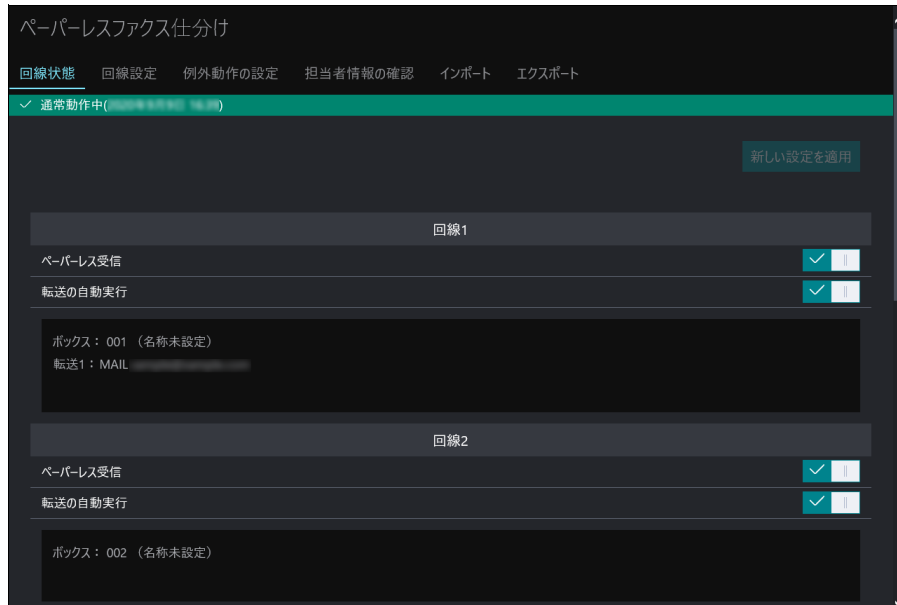 ペーパーレスファクス仕分け
回線状態 回線設定 例外動作の設定 担当者情報の確認 インポート エクスポート
通常動作中( )
新しい設定を適用
回線1
ペーパーレス受信
転送の自動実行
ボックス： 001 （名称未設定）
転送1： MAIL
回線2
ペーパーレス受信
転送の自動実行
ボックス： 002 （名称未設定）